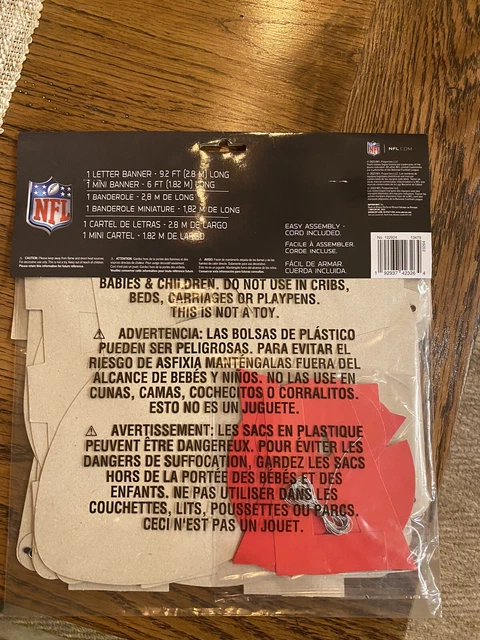 NFL
NFL.COM
1 LETTER BANNER - 9.2 FT (2.8 M) LONG
1 MINI BANNER - 6 FT (1.82 M) LONG
1 BANDEROLE - 2,8 M DE LONG
1 BANDEROLE MINIATURE - 1,82 M DE LONG
1 CARTEL DE LETRAS - 2.8 M DE LARGO
1 MINI CARTEL - 1.82 M DE LARGO
EASY ASSEMBLY -
CORD INCLUDED.
FACILE À ASSEMBLER.
CORDE INCLUSE.
FÁCIL DE ARMAR.
CUERDA INCLUIDA.
BABIES & CHILDREN. DO NOT USE IN CRIBS,
BEDS, CARRIAGES OR PLAYPENS.
THIS IS NOT A TOY.
⚠ ADVERTENCIA: LAS BOLSAS DE PLÁSTICO
PUEDEN SER PELIGROSAS. PARA EVITAR EL
RIESGO DE ASFIXIA MANTÉNGALAS FUERA DEL
ALCANCE DE BEBÉS Y NIÑOS. NO LAS USE EN
CUNAS, CAMAS, COCHECITOS O CORRALITOS.
ESTO NO ES UN JUGUETE.
⚠ AVERTISSEMENT: LES SACS EN PLASTIQUE
PEUVENT ÊTRE DANGEREUX. POUR ÉVITER LES
DANGERS DE SUFFOCATION, GARDEZ LES SACS
HORS DE LA PORTÉE DES BÉBÉS ET DES
ENFANTS. NE PAS UTILISER DANS LES
COUCHETTES, LITS, POUSSETTES OU PARCS.
CECI N'EST PAS UN JOUET.